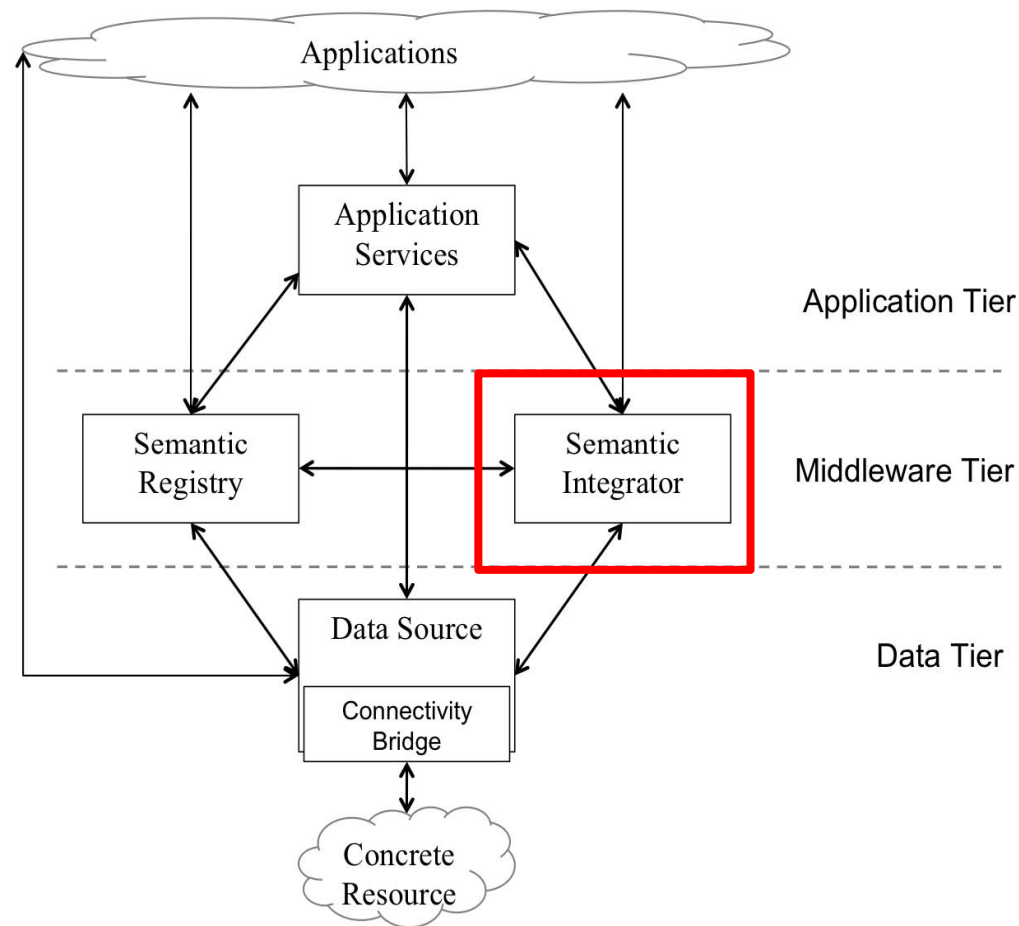 Applications
Application
Services
Application Tier
Semantic
Registry
Semantic
Integrator
Middleware Tier
Data Source
Data Tier
Connectivity
Bridge
Concrete
Resource